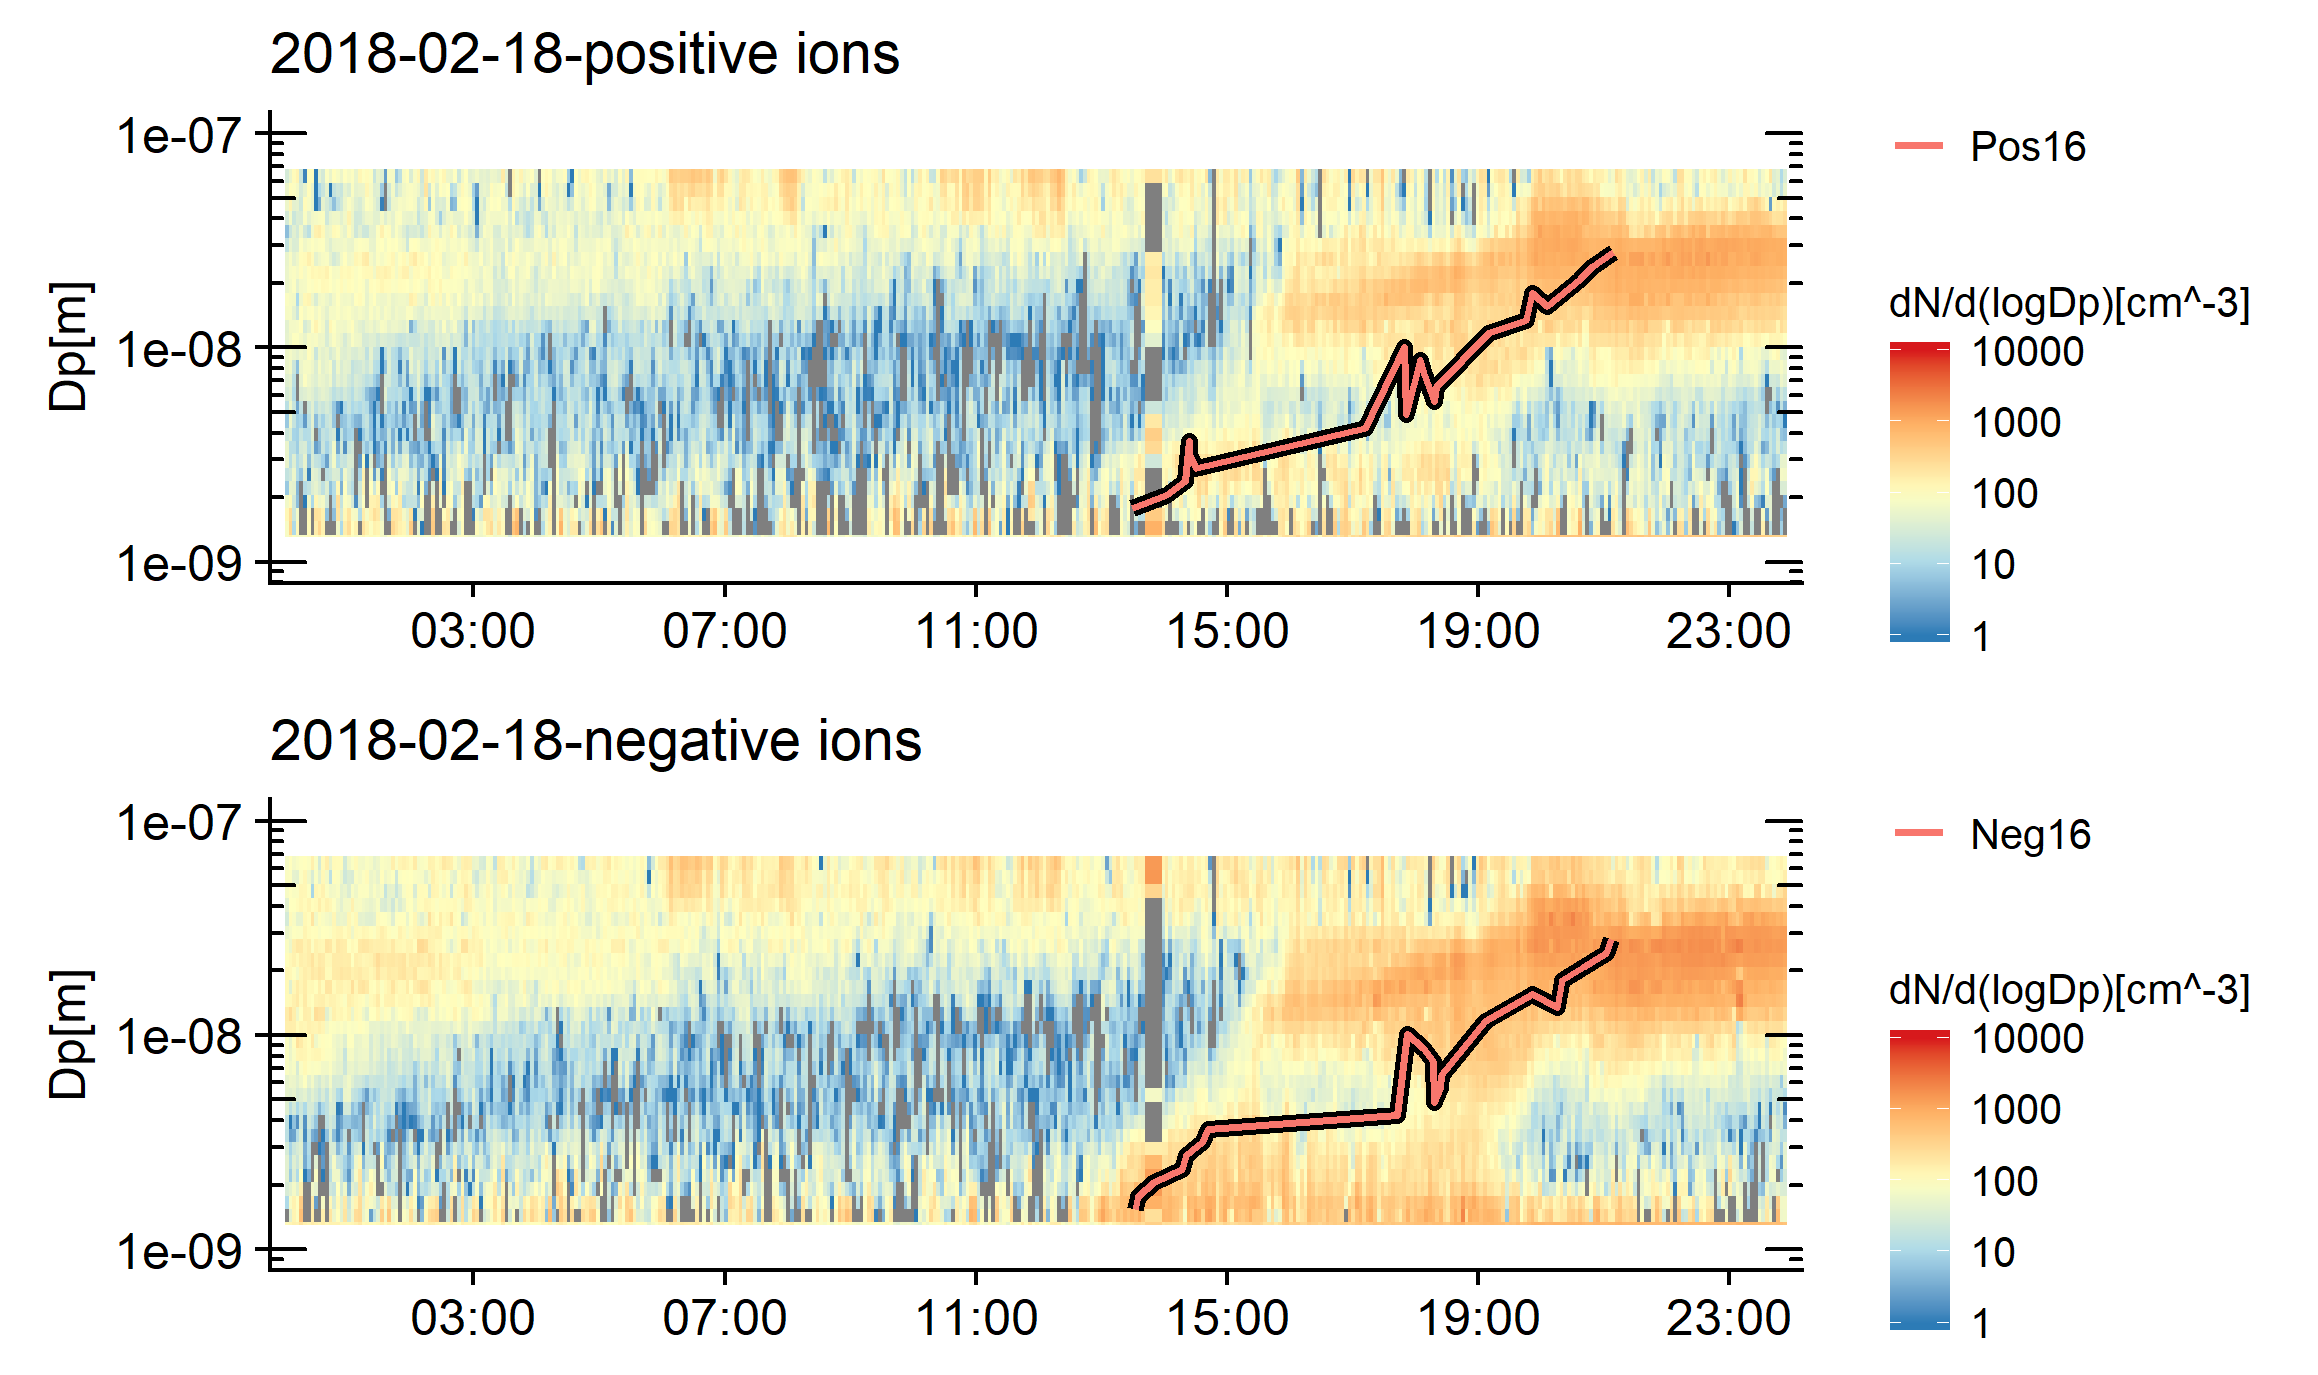 2018-02-18-positive ions
1e-07
1e-08
1e-09
Dp[m]
03:00 07:00 11:00 15:00 19:00 23:00
Pos16
dN/d(logDp)[cm^-3]
10000
1000
100
10
1
2018-02-18-negative ions
1e-07
1e-08
1e-09
Dp[m]
03:00 07:00 11:00 15:00 19:00 23:00
Neg16
dN/d(logDp)[cm^-3]
10000
1000
100
10
1